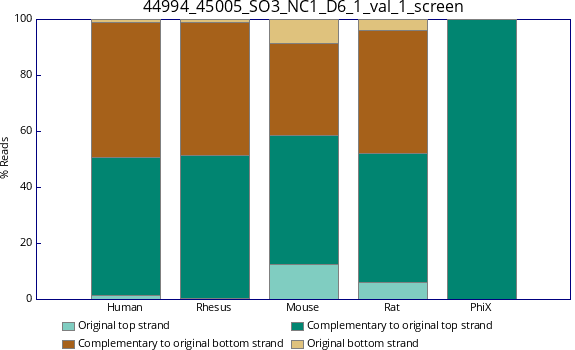 44994_45005_SO3_NC1_D6_1_val_1_screen
100
80
60
40
20
0
% Reads
Human Rhesus Mouse Rat PhiX
Original top strand Complementary to original top strand
Complementary to original bottom strand Original bottom strand